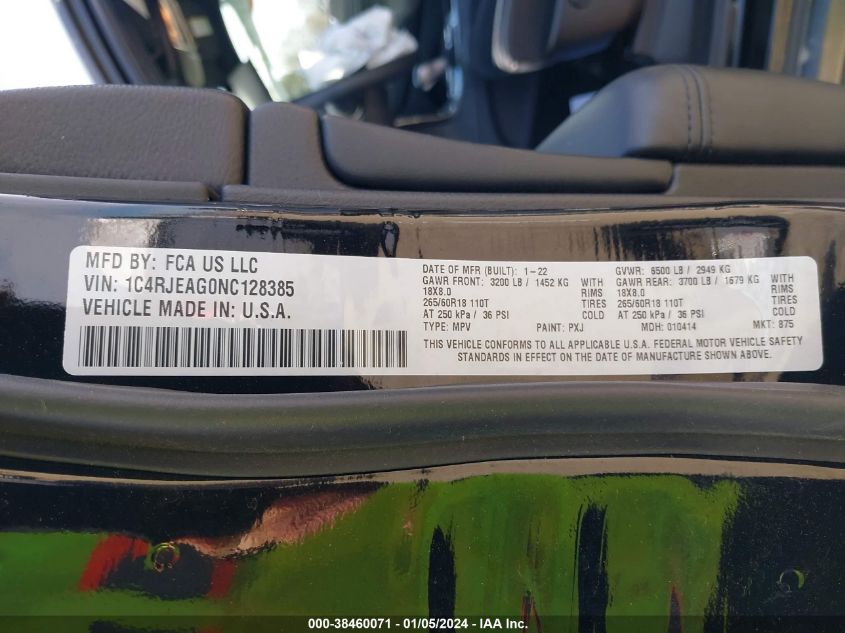 MFD BY: FCA US LLC
VIN: 1C4RJEAG0NC128385
VEHICLE MADE IN: U.S.A.
DATE OF MFR (BUILT): 1-22 GVWR: 6500 LB / 2949 KG
GAWR FRONT: 3200 LB / 1452 KG WITH GAWR REAR: 3700 LB / 1679 KG WITH
18X8.0 RIMS 18X8.0 RIMS
265/60R18 110T TIRES 265/60R18 110T TIRES
AT 250 kPa / 36 PSI COLD AT 250 kPa / 36 PSI COLD
TYPE: MPV PAINT: PXJ MDH: 010414 MKT: 875
THIS VEHICLE CONFORMS TO ALL APPLICABLE U.S.A. FEDERAL MOTOR VEHICLE SAFETY
STANDARDS IN EFFECT ON THE DATE OF MANUFACTURE SHOWN ABOVE.
000-38460071 - 01/05/2024 - IAA Inc.